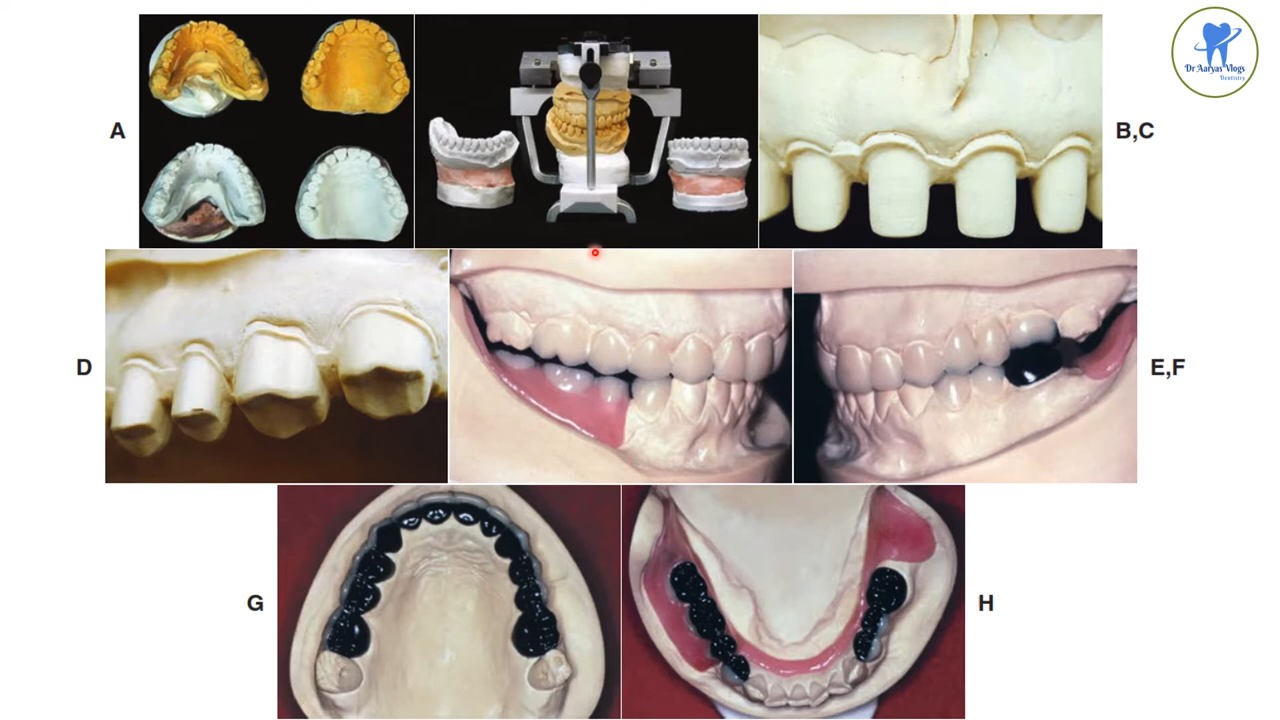 Dr Aaryas Vlogs
Dentistry
A
B,C
D
E,F
G
H